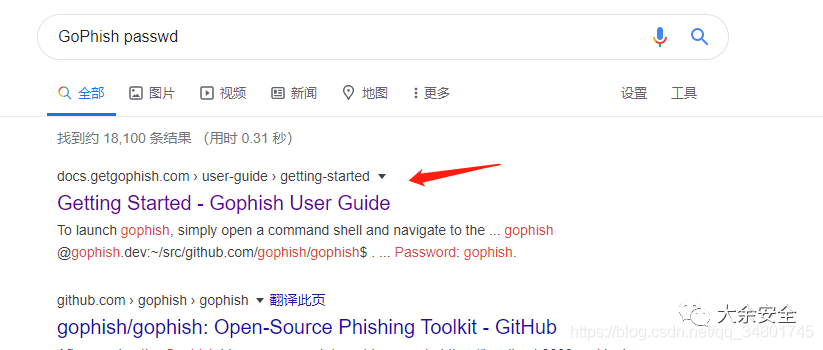 GoPhish passwd
全部 图片 视频 新闻 地图 更多 设置 工具
找到约 18,100 条结果 （用时 0.31 秒）
docs.getgophish.com › user-guide › getting-started
Getting Started - Gophish User Guide
To launch gophish, simply open a command shell and navigate to the ... gophish
@gophish.dev:~/src/github.com/gophish/gophish$ . ... Password: gophish.
github.com › gophish › gophish 翻译此页
gophish/gophish: Open-Source Phishing Toolkit - GitHub
大余安全
https://blog.csdn.net/qq_34801745